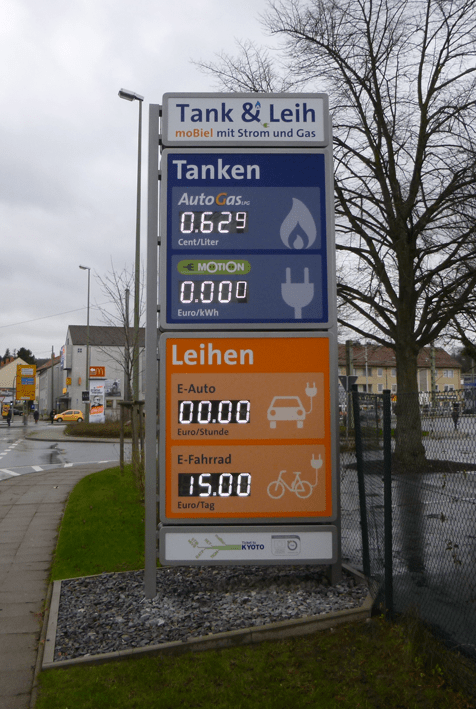 Tank & Leih
moBiel mit Strom und Gas
Tanken
AutoGas LPG
0.629
Cent/Liter
EMOTION
0.000
Euro/kWh
Leihen
E-Auto
00.00
Euro/Stunde
E-Fahrrad
15.00
Euro/Tag
KYOTO